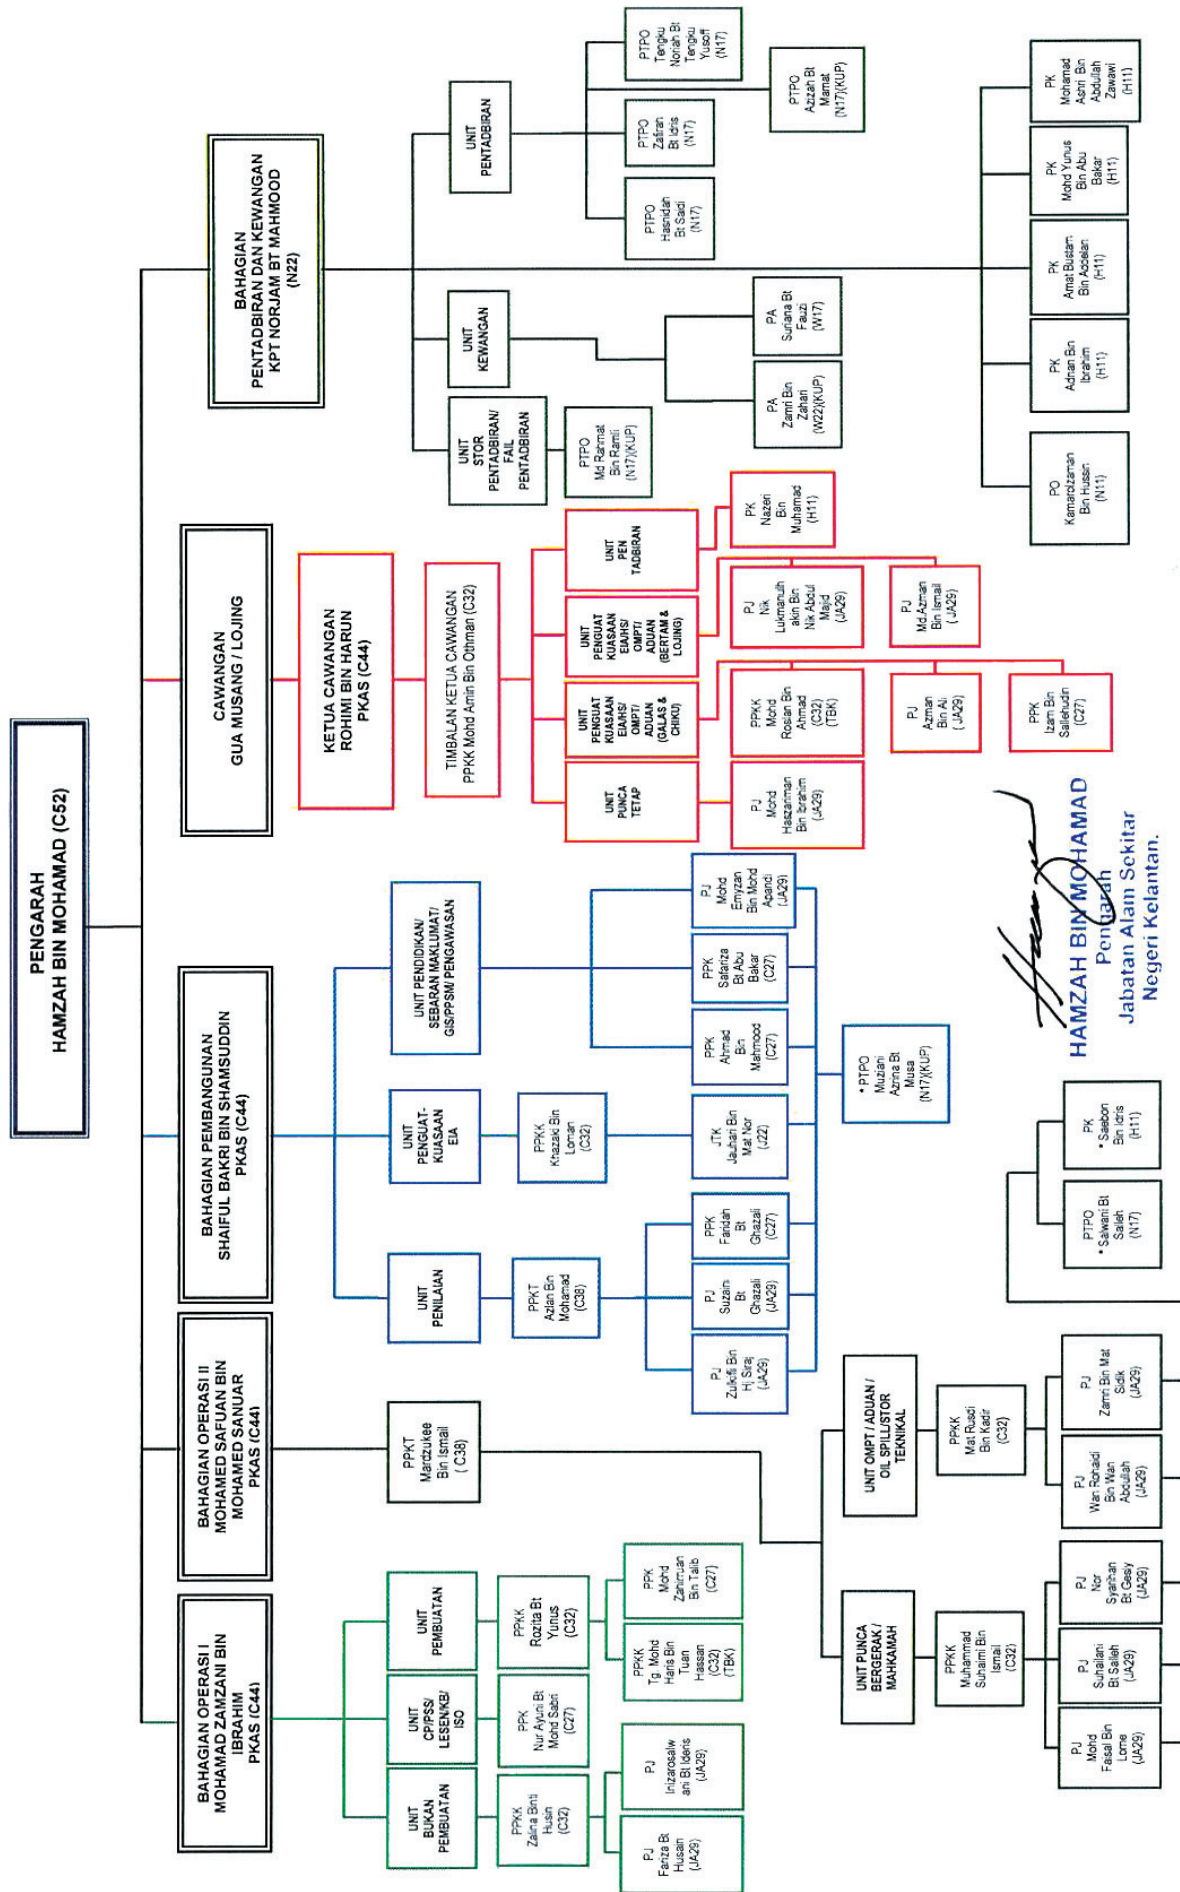 PENGARAH
HAMZAH BIN MOHAMAD (C52)
BAHAGIAN OPERASI I
MOHAMAD ZAMZANI BIN
IBRAHIM
PKAS (C44)
BAHAGIAN OPERASI II
MOHAMED SAFUAN BIN
MOHAMED SANUAR
PKAS (C44)
BAHAGIAN PEMBANGUNAN
SHAIFUL BAKRI BIN SHAMSUDDIN
PKAS (C44)
CAWANGAN
GUA MUSANG / LOJING
BAHAGIAN
PENTADBIRAN DAN KEWANGAN
KPT NORJAM BT MAHMOOD
(N22)
UNIT
BUKAN
PEMBUATAN
UNIT
CP/PSS/
LESEN/KB/
ISO
UNIT
PEMBUATAN
PPKK
Zalina Binti
Husin
(C32)
PPK
Nur Ayuni Bt
Mohd Sabri
(C27)
PPKK
Rozita Bt
Yunus
(C32)
PJ
Fariza Bt
Husain
(JA29)
PJ
Inizarosalw
ani Bt Ideris
(JA29)
PPKK
Tg. Mohd
Haris Bin
Tuan
Hassan
(C32)
(TBK)
PPK
Mohd
Zahirruan
Bin Talib
(C27)
PPKT
Mardzukee
Bin Ismail
( C38)
UNIT PUNCA
BERGERAK /
MAHKAMAH
UNIT OMPT / ADUAN /
OIL SPILL/STOR
TEKNIKAL
PPKK
Muhammad
Suhaimi Bin
Ismail
(C32)
PPKK
Mat Rusdi
Bin Kadir
(C32)
PJ
Mohd
Faisal Bin
Lome
(JA29)
PJ
Suhailani
Bt Salleh
(JA29)
PJ
Nor
Syarihan
Bt Gesiy
(JA29)
PJ
Wan Rohaidi
Bin Wan
Abdullah
(JA29)
PJ
Zamri Bin Mat
Sidik
(JA29)
PTPO
* Salwani Bt
Salleh
(N17)
PK
* Saebon
Bin Idris
(H11)
UNIT
PENILAIAN
UNIT
PENGUAT-
KUASAAN
EIA
UNIT PENDIDIKAN/
SEBARAN MAKLUMAT/
GIS/PPSM/ PENGAWASAN
PPKT
Azlan Bin
Mohamad
(C38)
PPKK
Khazaki Bin
Loman
(C32)
PJ
Zulkifli Bin
Hj Siraj
(JA29)
PJ
Suzaini
Bt
Ghazali
(JA29)
PPK
Faridah
Bt
Ghazali
(C27)
JTK
Jauhari Bin
Mat Nor
(J22)
PPK
Ahmad
Bin
Mahmood
(C27)
PPK
Safariza
Bt Abu
Bakar
(C27)
PJ
Mohd
Emyzan
Bin Mohd
Apandi
(JA29)
* PTPO
Muziani
Azrina Bt
Musa
(N17)(KUP)
KETUA CAWANGAN
ROHIMI BIN HARUN
PKAS (C44)
TIMBALAN KETUA CAWANGAN
PPKK Mohd Amin Bin Othman (C32)
UNIT
PUNCA
TETAP
UNIT
PENGUAT
KUASAAN
EIA/HS/
OMPT/
ADUAN
(GALAS &
CHIKU)
UNIT
PENGUAT
KUASAAN
EIA/HS/
OMPT/
ADUAN
(BERTAM &
LOJING)
UNIT
PEN
TADBIRAN
PJ
Mohd
Haszariman
Bin Ibrahim
(JA29)
PPKK
Mohd
Roslan Bin
Ahmad
(C32)
(TBK)
PJ
Nik
Lukmanulh
akin Bin
Nik Abdul
Majid
(JA29)
PK
Nazeri
Bin
Muhamad
(H11)
PJ
Azman
Bin Ali
( JA29)
PJ
Md.Azman
Bin Ismail
( JA29)
PPK
Izam Bin
Sallehudin
(C27)
UNIT
STOR
PENTADBIRAN/
FAIL
PENTADBIRAN
UNIT
KEWANGAN
UNIT
PENTADBIRAN
PTPO
Md Rahmat
Bin Ramli
(N17)(KUP)
PA
Zamri Bin
Zahari
(W22)(KUP)
PA
Suriana Bt
Fauzi
(W17)
PTPO
Hasnidah
Bt Saidi
(N17)
PTPO
Zafiran
Bt Idris
(N17)
PTPO
Tengku
Noriah Bt
Tengku
Yusoff
(N17)
PTPO
Azizah Bt
Mamat
(N17)(KUP)
PO
Kamarolzaman
Bin Hussin
(N11)
PK
Adnan Bin
Ibrahim
(H11)
PK
Amat Bustam
Bin Addelan
(H11)
PK
Mohd Yunus
Bin Abu
Bakar
(H11)
PK
Mohamad
Ashri Bin
Abdullah
Zawawi
(H11)
HAMZAH BIN MOHAMAD
Pengarah
Jabatan Alam Sekitar
Negeri Kelantan.